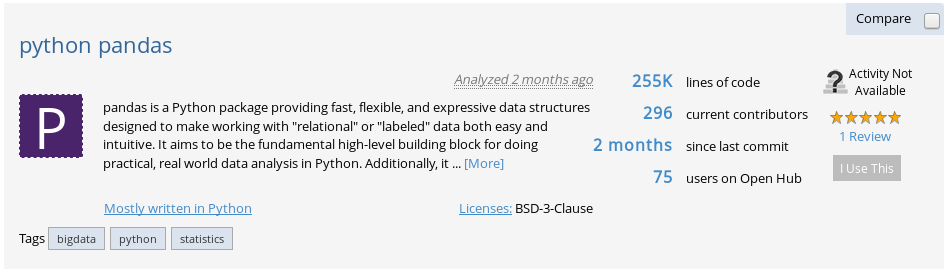 Compare
python pandas
Analyzed 2 months ago
P
pandas is a Python package providing fast, flexible, and expressive data structures
designed to make working with "relational" or "labeled" data both easy and
intuitive. It aims to be the fundamental high-level building block for doing
practical, real world data analysis in Python. Additionally, it ... [More]
Mostly written in Python
Licenses: BSD-3-Clause
255K lines of code
296 current contributors
2 months since last commit
75 users on Open Hub
?
Activity Not
Available
1 Review
I Use This
Tags bigdata python statistics